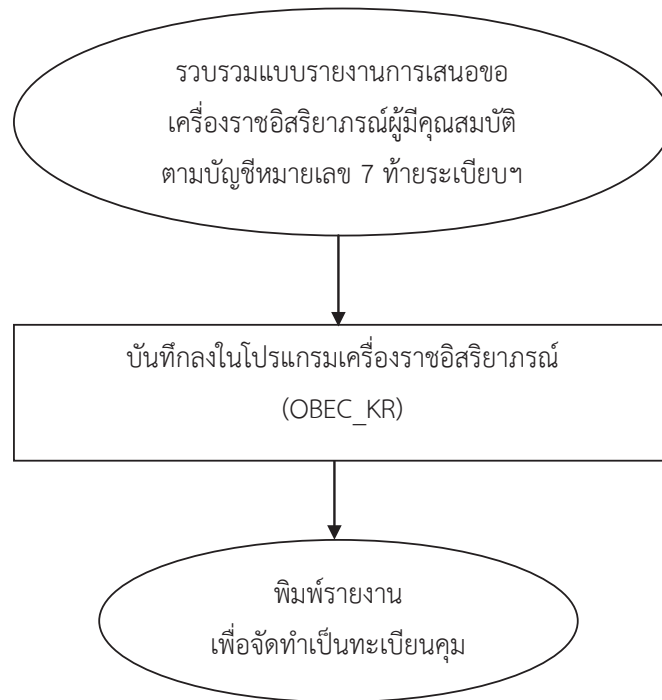 รวบรวมแบบรายงานการเสนอขอ
เครื่องราชอิสริยาภรณ์ผู้มีคุณสมบัติ
ตามบัญชีหมายเลข 7 ท้ายระเบียบฯ
บันทึกลงในโปรแกรมเครื่องราชอิสริยาภรณ์
(OBEC_KR)
พิมพ์รายงาน
เพื่อจัดทำเป็นทะเบียนคุม